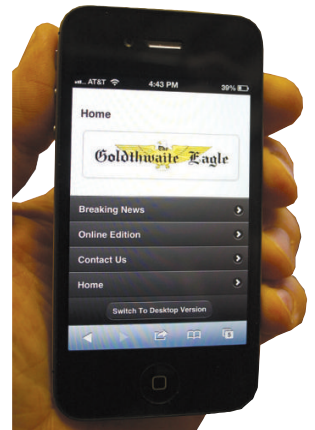 AT&T 4:43 PM 39%
Home
The
Goldthwaite Eagle
Breaking News
Online Edition
Contact Us
Home
Switch To Desktop Version